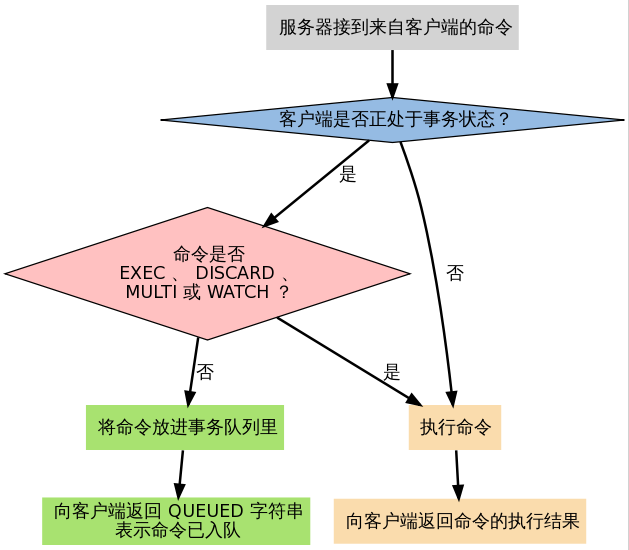 服务器接到来自客户端的命令
客户端是否正处于事务状态？
是
命令是否
EXEC 、 DISCARD 、
MULTI 或 WATCH ？
否
否
是
将命令放进事务队列里
执行命令
向客户端返回 QUEUED 字符串
表示命令已入队
向客户端返回命令的执行结果